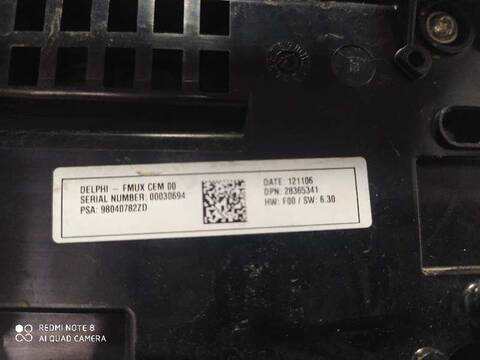 DELPHI - FMUX CEM 00
SERIAL NUMBER: 00030694
PSA: 98040782ZD
DATE: 121106
DPN: 28365341
HW: F00 / SW: 6.30
REDMI NOTE 8
AI QUAD CAMERA